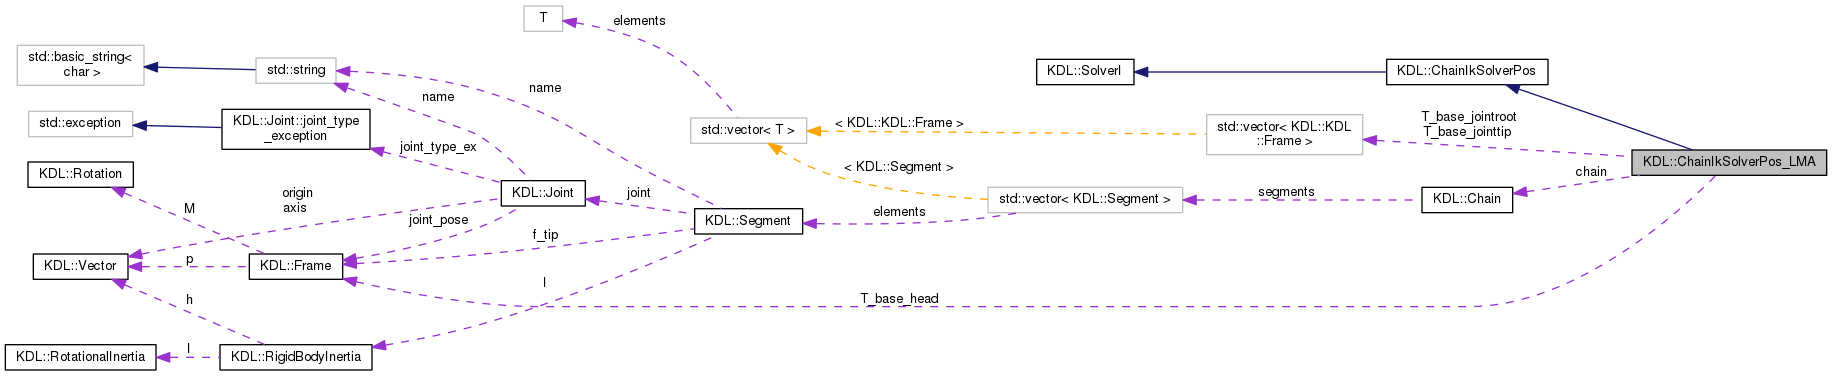 T
elements
std::basic_string<
char >
std::string
name
name
std::exception
KDL::Joint::joint_type
_exception
joint_type_ex
KDL::Rotation
M
origin
axis
KDL::Joint
joint
joint_pose
KDL::Vector
p
KDL::Frame
f_tip
h
I
KDL::RotationalInertia
I
KDL::RigidBodyInertia
KDL::Segment
elements
std::vector< T >
< KDL::KDL::Frame >
< KDL::Segment >
std::vector< KDL::Segment >
segments
KDL::SolverI
KDL::ChainIkSolverPos
std::vector< KDL::KDL
::Frame >
T_base_jointroot
T_base_jointtip
KDL::ChainIkSolverPos_LMA
chain
KDL::Chain
T_base_head